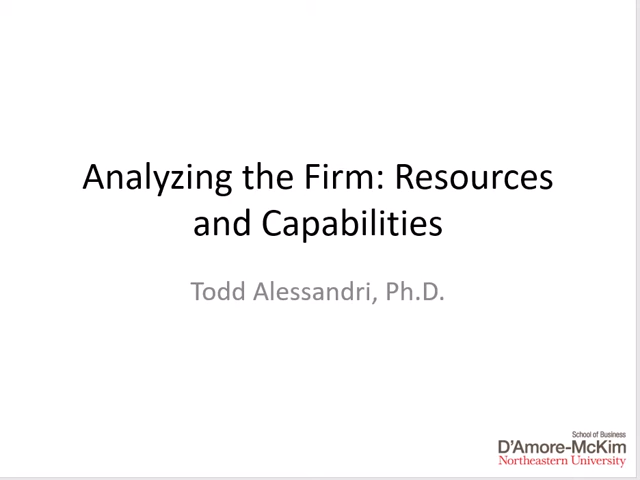 Analyzing the Firm: Resources
and Capabilities
Todd Alessandri, Ph.D.
School of Business
D'Amore-McKim
Northeastern University